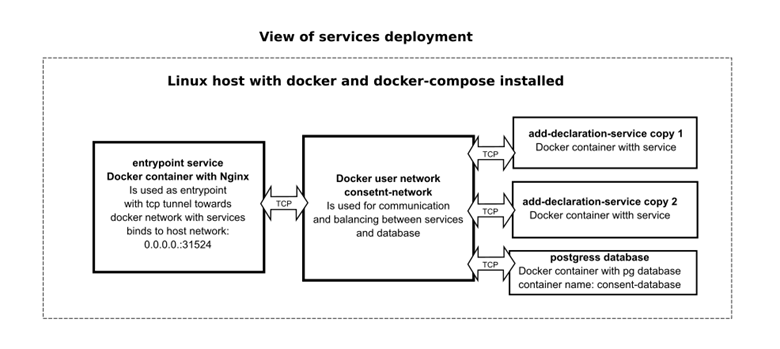 View of services deployment
Linux host with docker and docker-compose installed
entrypoint service
Docker container with Nginx
Is used as entrypoint
with tcp tunnel towards
docker network with services
binds to host network:
0.0.0.0.:31524
TCP
Docker user network
consetnt-network
Is used for communication
and balancing between services
and database
TCP
add-declaration-service copy 1
Docker container witth service
TCP
add-declaration-service copy 2
Docker container witth service
TCP
postgress database
Docker container with pg database
container name: consent-database